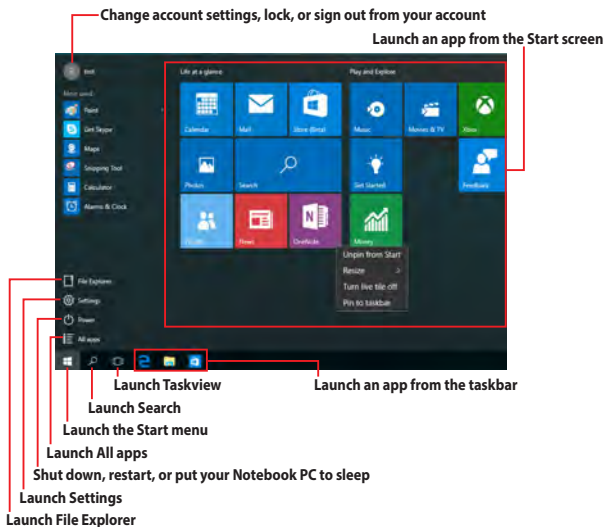 Change account settings, lock, or sign out from your account
Launch an app from the Start screen
test
Life at a glance
Play and Explore
Most used
Paint
Get Skype
Maps
Snipping Tool
Calculator
Alarms & Clock
Calendar
Mail
Store (Beta)
Music
Movies & TV
Xbox
Photos
Search
Get Started
Feedback
News
OneNote
Money
Unpin from Start
Resize >
Turn live tile off
Pin to taskbar
File Explorer
Settings
Power
All apps
Launch Taskview
Launch an app from the taskbar
Launch Search
Launch the Start menu
Launch All apps
Shut down, restart, or put your Notebook PC to sleep
Launch Settings
Launch File Explorer